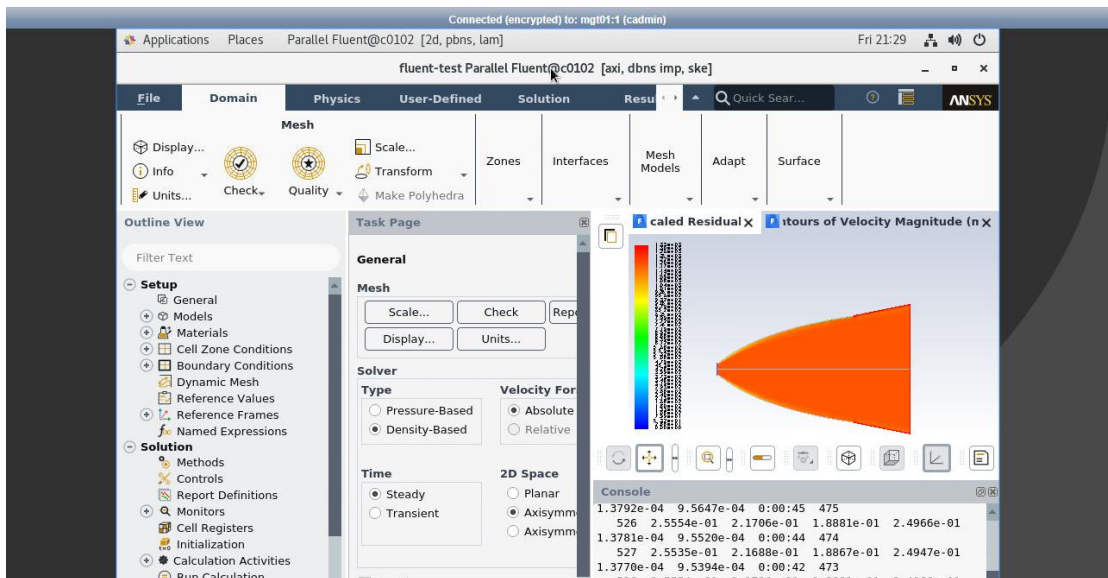 Connected (encrypted) to: mgt01:1 (cadmin)
Applications Places Parallel Fluent@c0102 [2d, pbns, lam] Fri 21:29
fluent-test Parallel Fluent@c0102 [axi, dbns imp, ske]
File Domain Physics User-Defined Solution Resu Quick Sear... ANSYS
Mesh
Display...
Info
Units...
Check
Quality
Scale...
Transform
Make Polyhedra
Zones
Interfaces
Mesh
Models
Adapt
Surface
Outline View
Filter Text
Setup
General
Models
Materials
Cell Zone Conditions
Boundary Conditions
Dynamic Mesh
Reference Values
Reference Frames
Named Expressions
Solution
Methods
Controls
Report Definitions
Monitors
Cell Registers
Initialization
Calculation Activities
Run Calculation
Task Page
General
Mesh
Scale... Check Repo
Display... Units...
Solver
Type
Pressure-Based
Density-Based
Velocity For
Absolute
Relative
Time
Steady
Transient
2D Space
Planar
Axisymm
Axisymm
caled Residual
ntours of Velocity Magnitude (n
Console
1.3792e-04 9.5647e-04 0:00:45 475
526 2.5554e-01 2.1706e-01 1.8881e-01 2.4966e-01
1.3781e-04 9.5520e-04 0:00:44 474
527 2.5535e-01 2.1688e-01 1.8867e-01 2.4947e-01
1.3770e-04 9.5394e-04 0:00:42 473